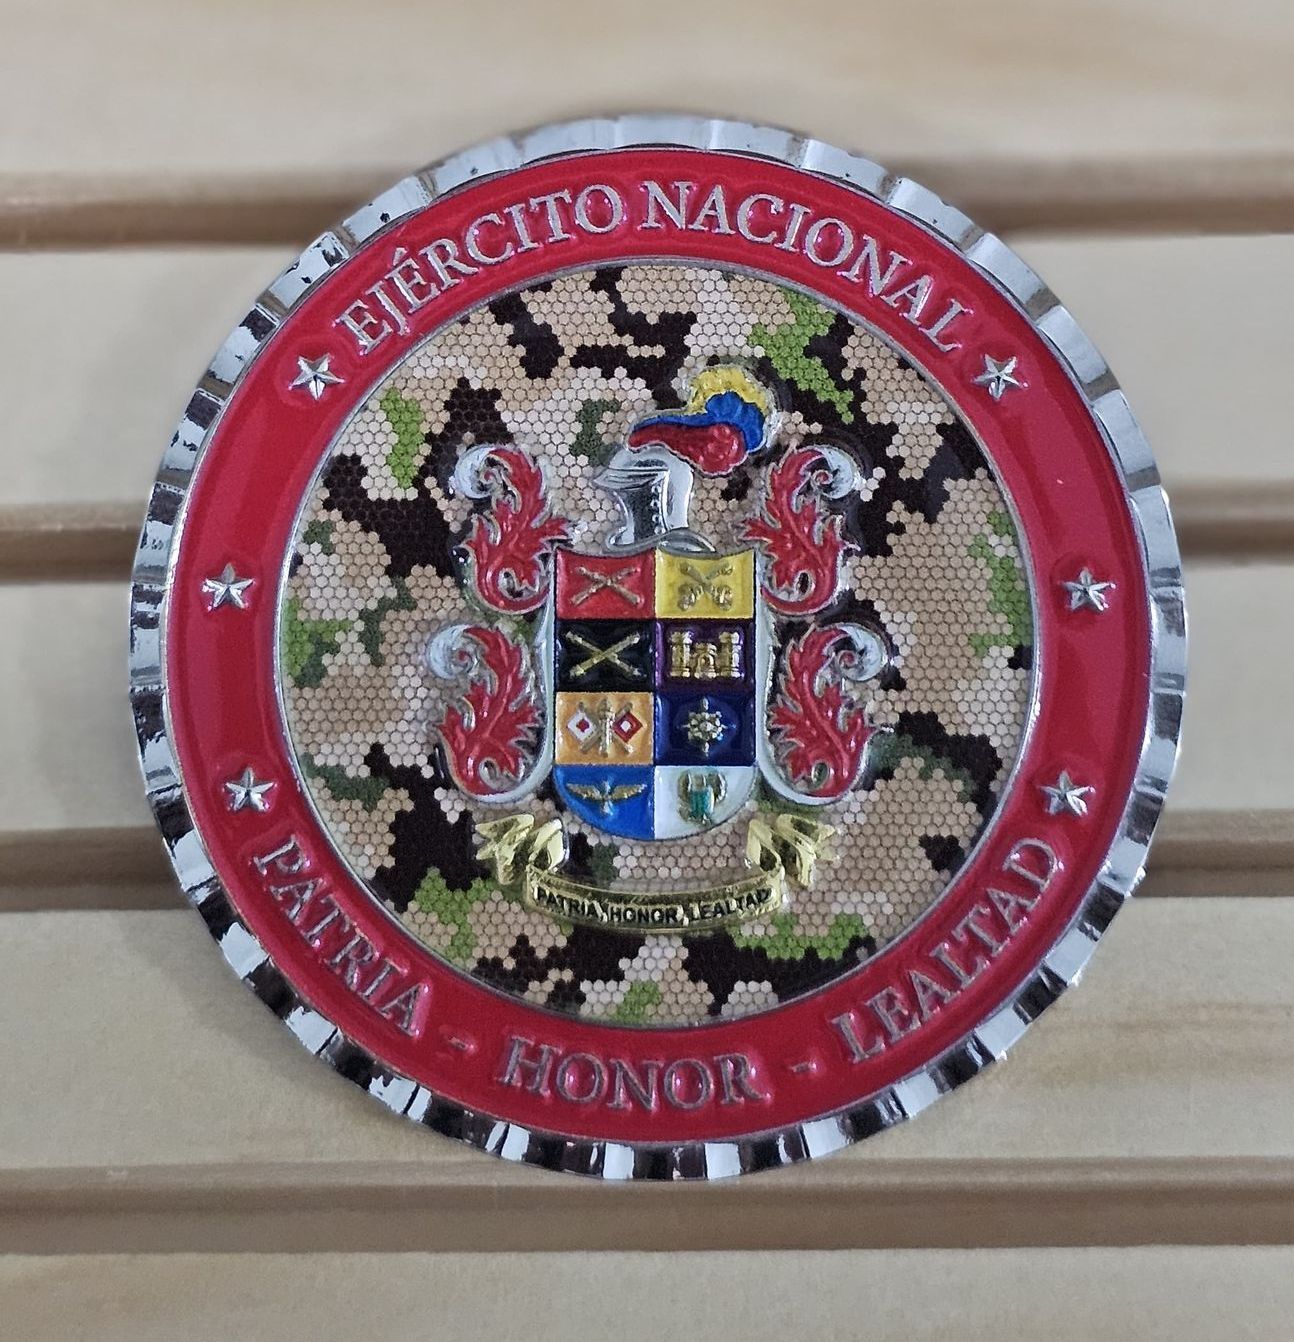 EJÉRCITO NACIONAL
PATRIA HONOR LEALTAD
PATRIA - HONOR - LEALTAD